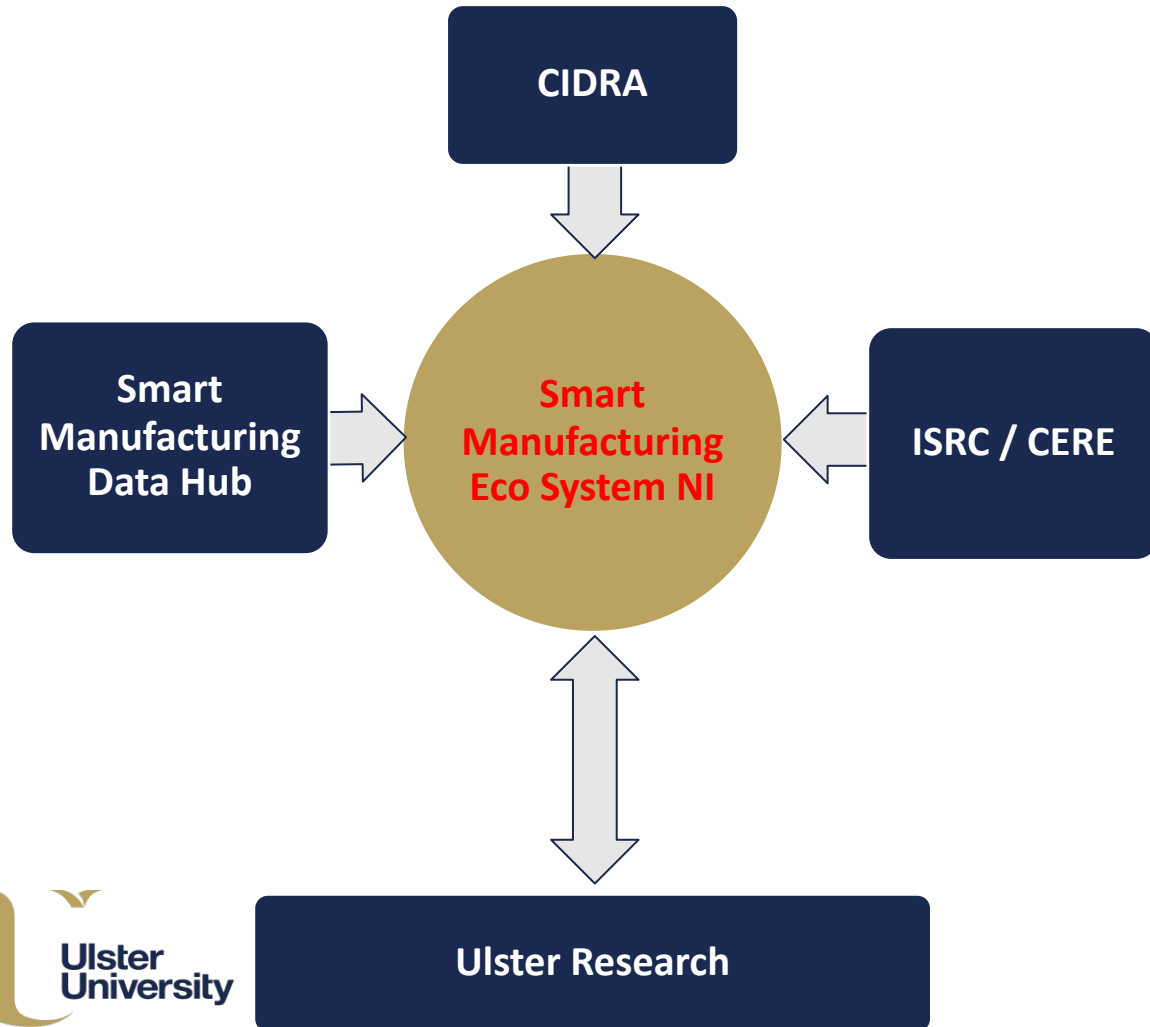 CIDRA
Smart
Manufacturing
Data Hub
Smart
Manufacturing
Eco System NI
ISRC / CERE
Ulster Research
Ulster
University